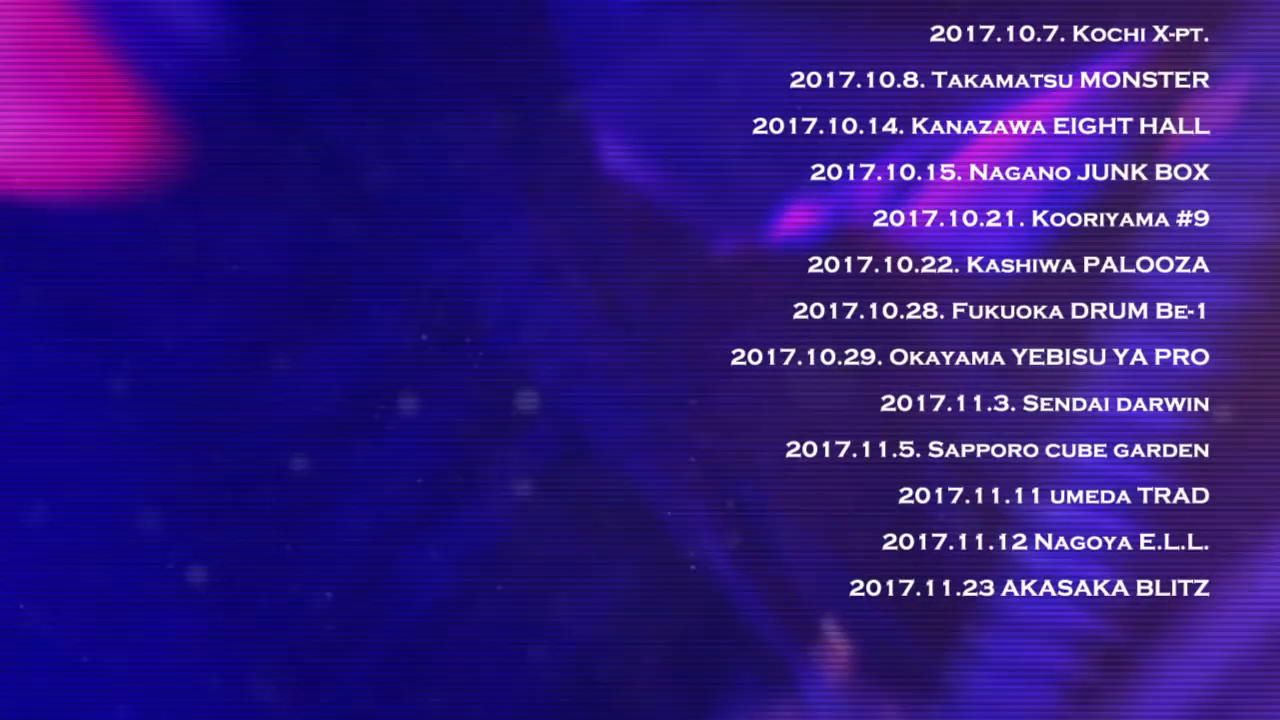 2017.10.7. Kochi X-pt.
2017.10.8. Takamatsu MONSTER
2017.10.14. Kanazawa EIGHT HALL
2017.10.15. Nagano JUNK BOX
2017.10.21. Kooriyama #9
2017.10.22. Kashiwa PALOOZA
2017.10.28. Fukuoka DRUM Be-1
2017.10.29. Okayama YEBISU YA PRO
2017.11.3. Sendai darwin
2017.11.5. Sapporo cube garden
2017.11.11 umeda TRAD
2017.11.12 Nagoya E.L.L.
2017.11.23 AKASAKA BLITZ